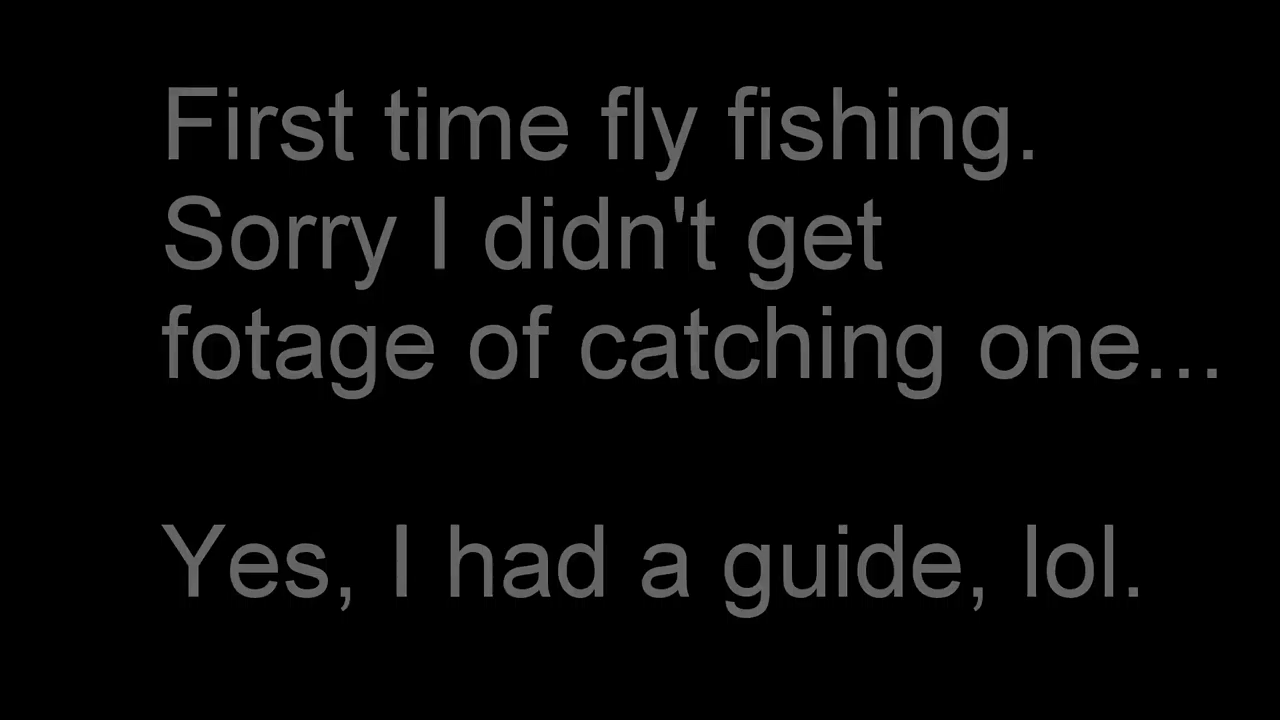 First time fly fishing.
Sorry I didn't get
fotage of catching one...
Yes, I had a guide, lol.